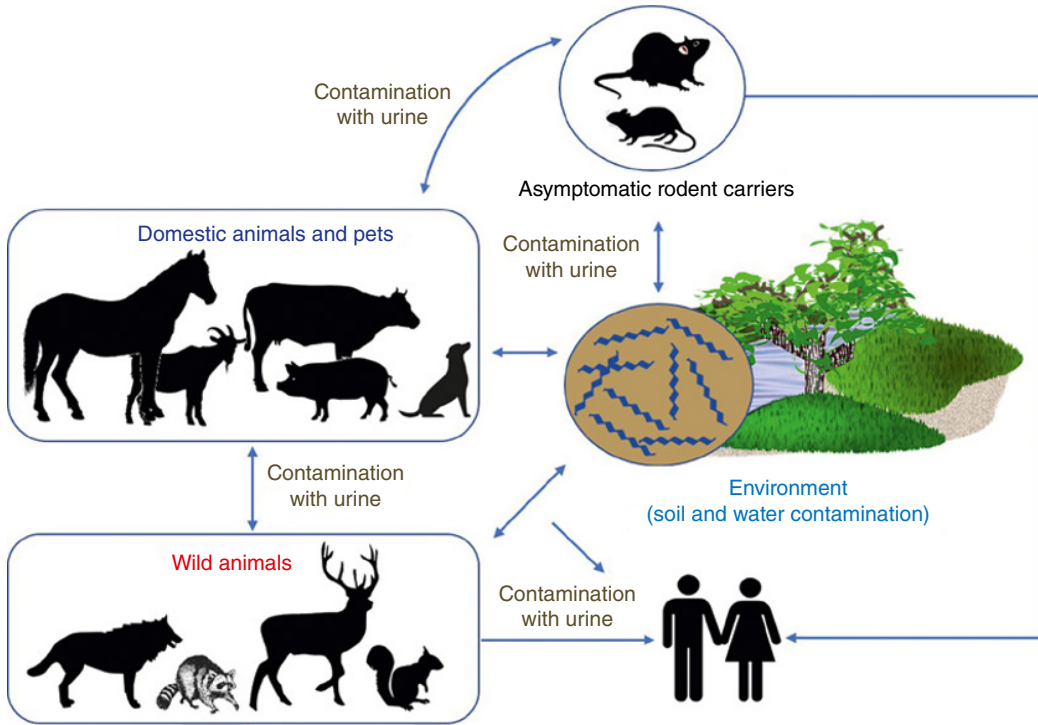 Contamination
with urine
Asymptomatic rodent carriers
Domestic animals and pets
Contamination
with urine
Contamination
with urine
Environment
(soil and water contamination)
Wild animals
Contamination
with urine